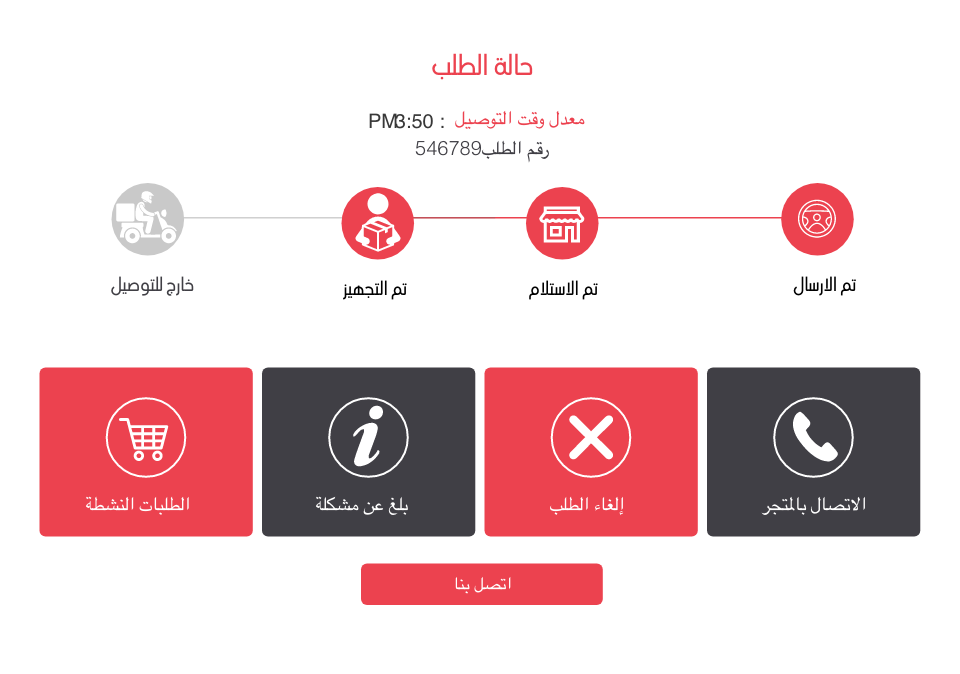 حالة الطلب
معدل وقت التوصيل : PM3:50
رقم الطلب546789
تم الارسال
تم الاستلام
تم التجهيز
خارج للتوصيل
الاتصال بالمتجر
إلغاء الطلب
بلغ عن مشكلة
الطلبات النشطة
اتصل بنا